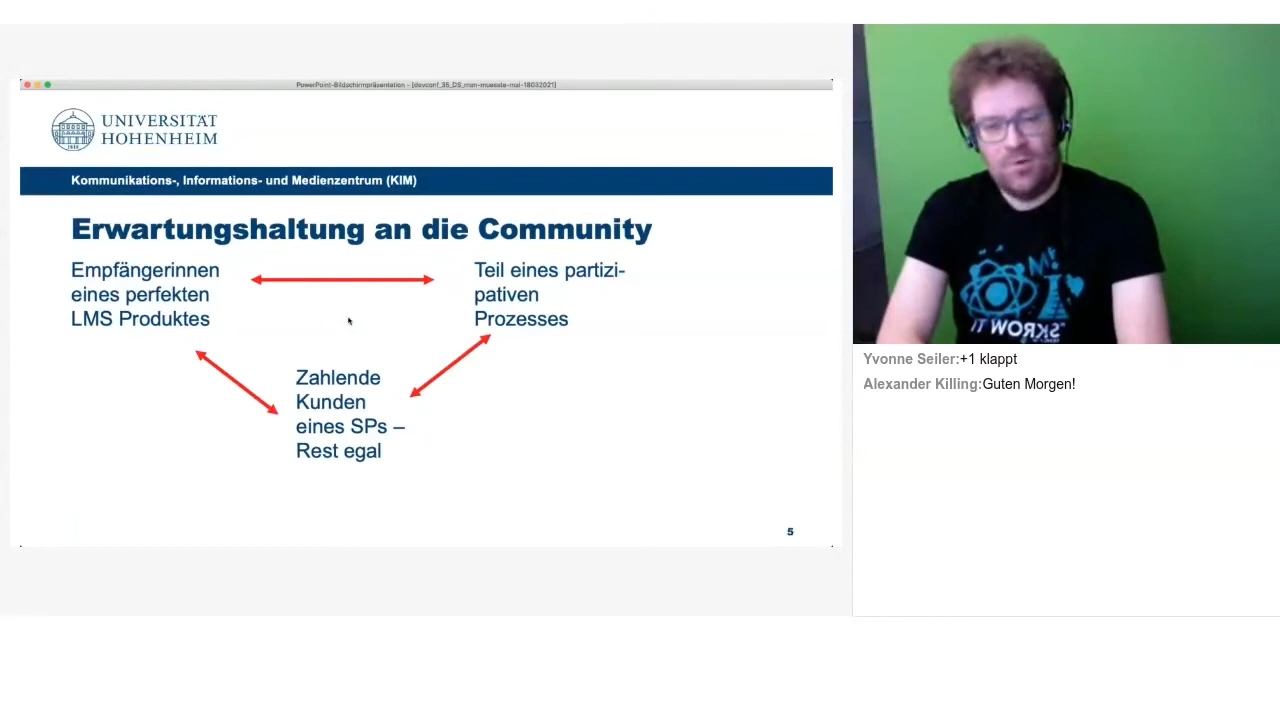 PowerPoint-Bildschirmpräsentation - [devconf_35_DS_man-muesste-mal-18032021]
UNIVERSITÄT
HOHENHEIM
1818
Kommunikations-, Informations- und Medienzentrum (KIM)
Erwartungshaltung an die Community
Empfängerinnen
eines perfekten
LMS Produktes
Teil eines partizi-
pativen
Prozesses
Zahlende
Kunden
eines SPs –
Rest egal
5
Yvonne Seiler:+1 klappt
Alexander Killing:Guten Morgen!